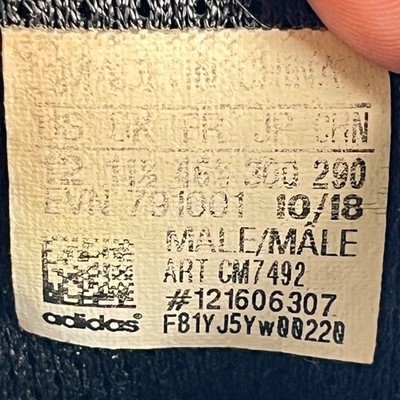 MADE IN CHINA
US UK FR JP CHN
12 11½ 46⅔ 300 290
EVN 791001 10/18
MALE/MÂLE
ART CM7492
#121606307
adidas
F81YJ5Yw00220